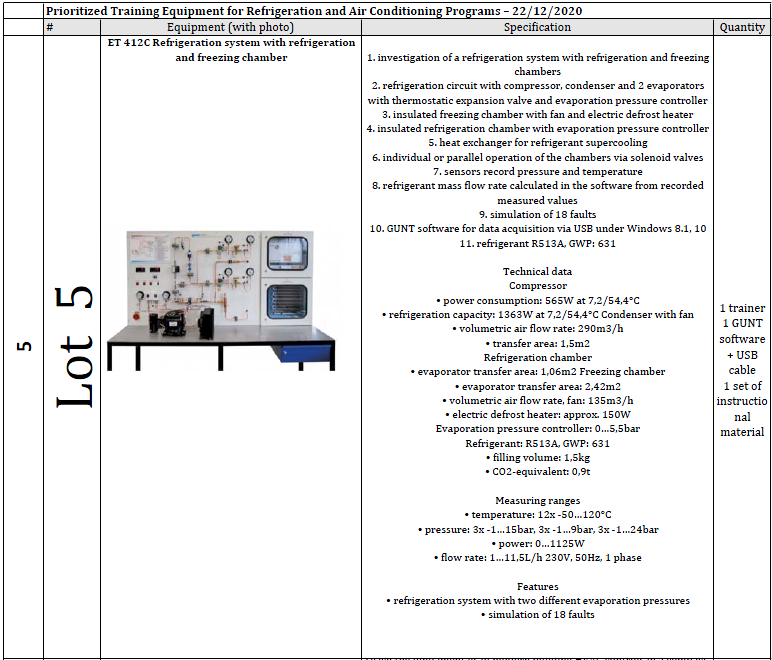 Prioritized Training Equipment for Refrigeration and Air Conditioning Programs – 22/12/2020
#
Equipment (with photo)
Specification
Quantity
5
Lot 5
ET 412C Refrigeration system with refrigeration
and freezing chamber
1. investigation of a refrigeration system with refrigeration and freezing
chambers
2. refrigeration circuit with compressor, condenser and 2 evaporators
with thermostatic expansion valve and evaporation pressure controller
3. insulated freezing chamber with fan and electric defrost heater
4. insulated refrigeration chamber with evaporation pressure controller
5. heat exchanger for refrigerant supercooling
6. individual or parallel operation of the chambers via solenoid valves
7. sensors record pressure and temperature
8. refrigerant mass flow rate calculated in the software from recorded
measured values
9. simulation of 18 faults
10. GUNT software for data acquisition via USB under Windows 8.1, 10
11. refrigerant R513A, GWP: 631
Technical data
Compressor
• power consumption: 565W at 7,2/54,4°C
• refrigeration capacity: 1363W at 7,2/54,4°C Condenser with fan
• volumetric air flow rate: 290m3/h
• transfer area: 1,5m2
Refrigeration chamber
• evaporator transfer area: 1,06m2 Freezing chamber
• evaporator transfer area: 2,42m2
• volumetric air flow rate, fan: 135m3/h
• electric defrost heater: approx. 150W
Evaporation pressure controller: 0…5,5bar
Refrigerant: R513A, GWP: 631
• filling volume: 1,5kg
• CO2-equivalent: 0,9t
Measuring ranges
• temperature: 12x -50…120°C
• pressure: 3x -1…15bar, 3x -1…9bar, 3x -1…24bar
• power: 0…1125W
• flow rate: 1…11,5L/h 230V, 50Hz, 1 phase
Features
• refrigeration system with two different evaporation pressures
• simulation of 18 faults
1 trainer
1 GUNT
software
+ USB
cable
1 set of
instructio
nal
material